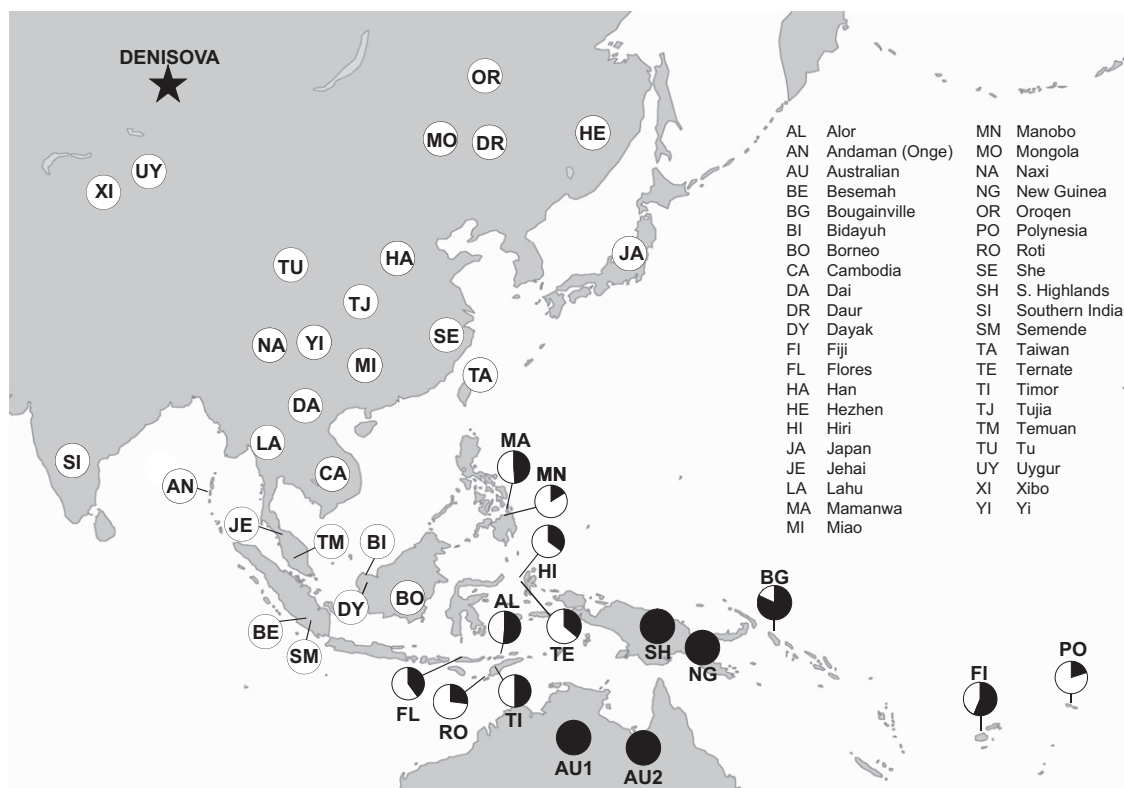 DENISOVA
OR
MO
DR
HE
UY
XI
TU
HA
JA
TJ
NA
YI
SE
MI
TA
DA
LA
SI
CA
AN
MA
MN
JE
TM
BI
HI
DY
BO
AL
BE
SM
TE
SH
NG
BG
FL
RO
TI
FI
PO
AU1
AU2
AL Alor
AN Andaman (Onge)
AU Australian
BE Besemah
BG Bougainville
BI Bidayuh
BO Borneo
CA Cambodia
DA Dai
DR Daur
DY Dayak
FI Fiji
FL Flores
HA Han
HE Hezhen
HI Hiri
JA Japan
JE Jehai
LA Lahu
MA Mamanwa
MI Miao
MN Manobo
MO Mongola
NA Naxi
NG New Guinea
OR Oroqen
PO Polynesia
RO Roti
SE She
SH S. Highlands
SI Southern India
SM Semende
TA Taiwan
TE Ternate
TI Timor
TJ Tujia
TM Temuan
TU Tu
UY Uygur
XI Xibo
YI Yi